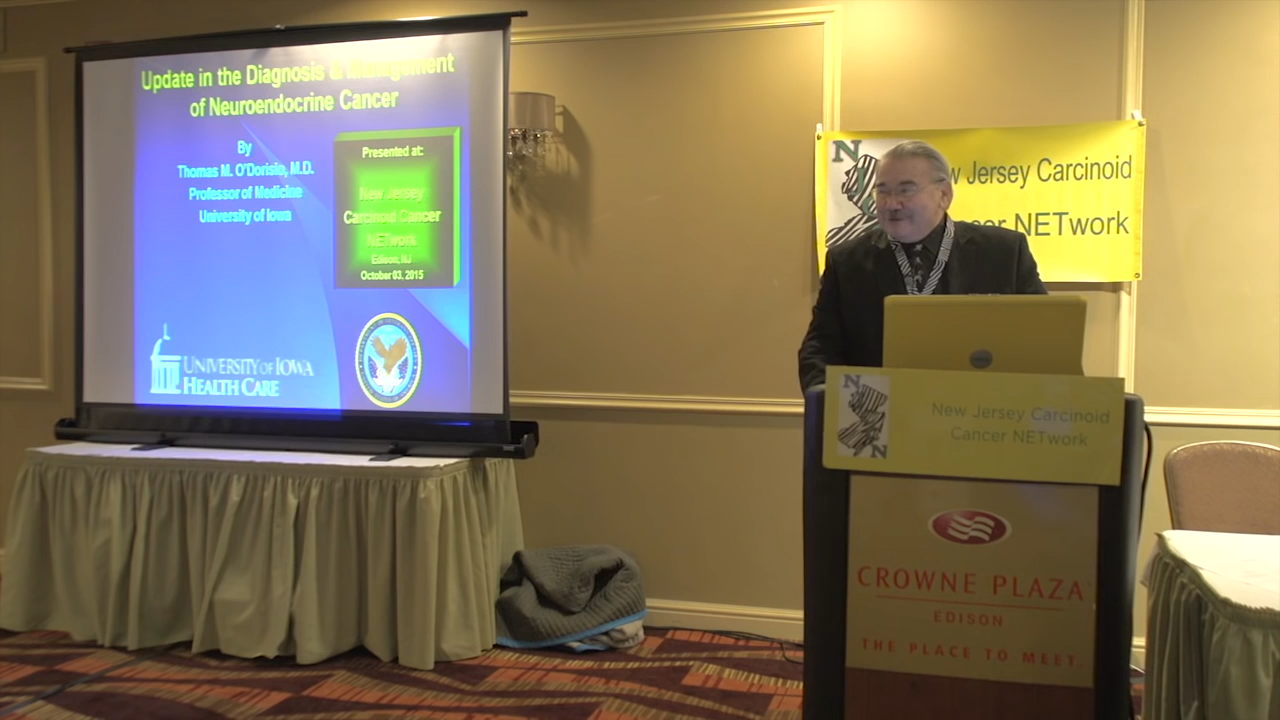 Update in the Diagnosis & Management
of Neuroendocrine Cancer
By
Thomas M. O'Dorisio, M.D.
Professor of Medicine
University of Iowa
Presented at:
New Jersey
Carcinoid Cancer
NETwork
Edison, NJ
October 03, 2015
UNIVERSITY OF IOWA
HEALTH CARE
N
w Jersey Carcinoid
cer NETwork
N
New Jersey Carcinoid
Cancer NETwork
N
CROWNE PLAZA
EDISON
THE PLACE TO MEET.